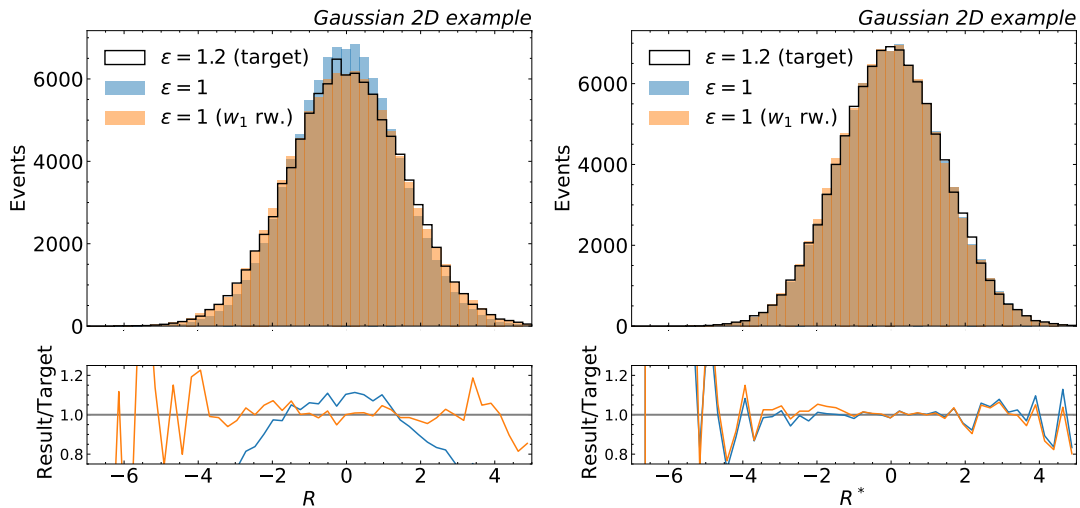 Gaussian 2D example
ε = 1.2 (target)
ε = 1
ε = 1 (w₁ rw.)
Events
6000
4000
2000
0
Result/Target
1.2
1.0
0.8
−6 −4 −2 0 2 4
R
Gaussian 2D example
ε = 1.2 (target)
ε = 1
ε = 1 (w₁ rw.)
Events
6000
4000
2000
0
Result/Target
1.2
1.0
0.8
−6 −4 −2 0 2 4
R*